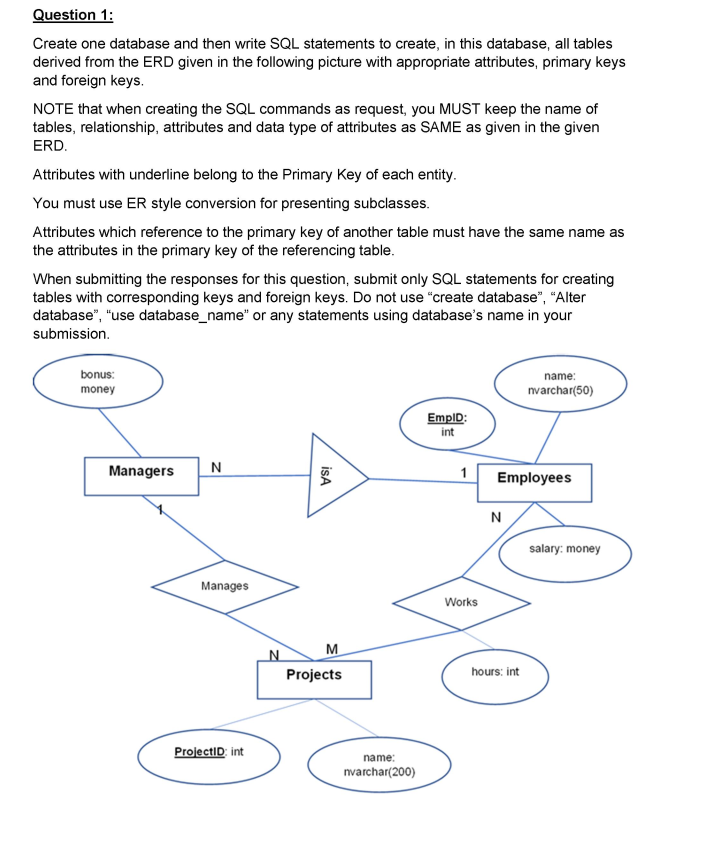 Question 1:
Create one database and then write SQL statements to create, in this database, all tables
derived from the ERD given in the following picture with appropriate attributes, primary keys
and foreign keys.
NOTE that when creating the SQL commands as request, you MUST keep the name of
tables, relationship, attributes and data type of attributes as SAME as given in the given
ERD.
Attributes with underline belong to the Primary Key of each entity.
You must use ER style conversion for presenting subclasses.
Attributes which reference to the primary key of another table must have the same name as
the attributes in the primary key of the referencing table.
When submitting the responses for this question, submit only SQL statements for creating
tables with corresponding keys and foreign keys. Do not use “create database”, “Alter
database”, “use database_name” or any statements using database's name in your
submission.
bonus:
money
name:
nvarchar(50)
EmpID:
int
Managers
N
isA
1
Employees
1
N
salary: money
Manages
Works
N
M
Projects
hours: int
ProjectID: int
name:
nvarchar(200)